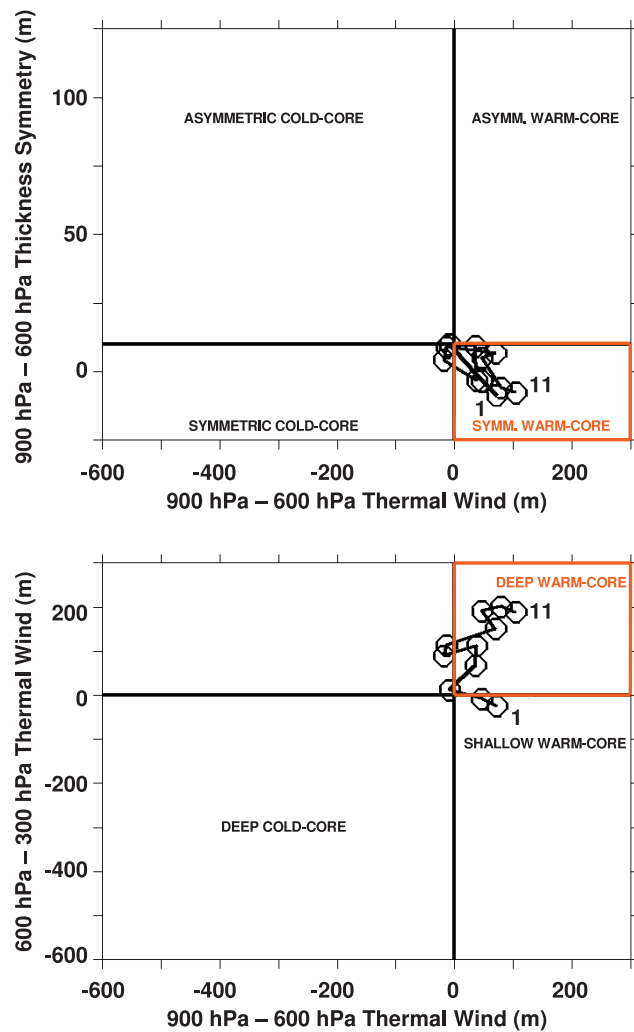 900 hPa – 600 hPa Thickness Symmetry (m)
100
50
0
ASYMMETRIC COLD-CORE
ASYMM. WARM-CORE
11
1
SYMMETRIC COLD-CORE
SYMM. WARM-CORE
-600
-400
-200
0
200
900 hPa – 600 hPa Thermal Wind (m)
600 hPa – 300 hPa Thermal Wind (m)
200
0
-200
-400
-600
DEEP WARM-CORE
11
1
SHALLOW WARM-CORE
DEEP COLD-CORE
-600
-400
-200
0
200
900 hPa – 600 hPa Thermal Wind (m)